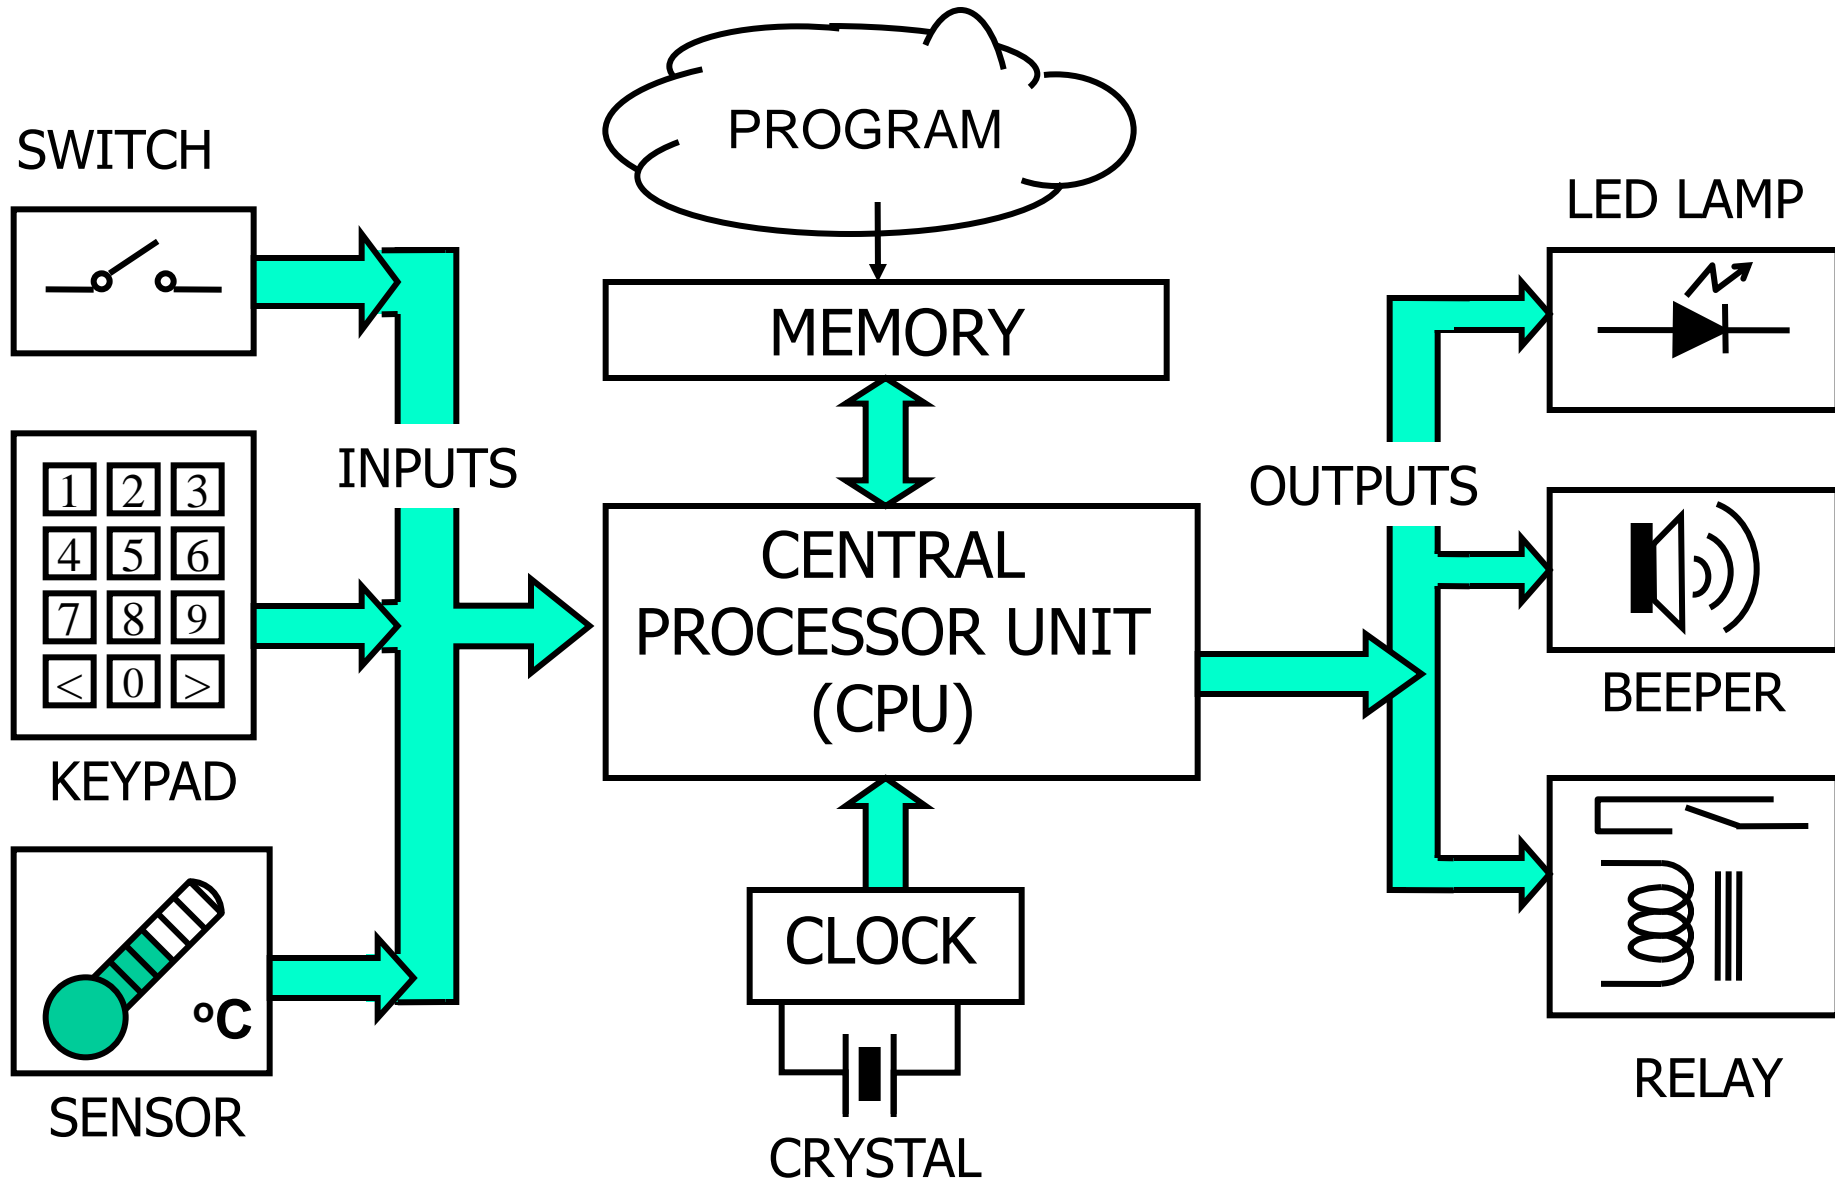 PROGRAM
SWITCH
LED LAMP
MEMORY
INPUTS
OUTPUTS
1 2 3
4 5 6
7 8 9
< 0 >
CENTRAL
PROCESSOR UNIT
(CPU)
BEEPER
KEYPAD
CLOCK
ºC
RELAY
SENSOR
CRYSTAL